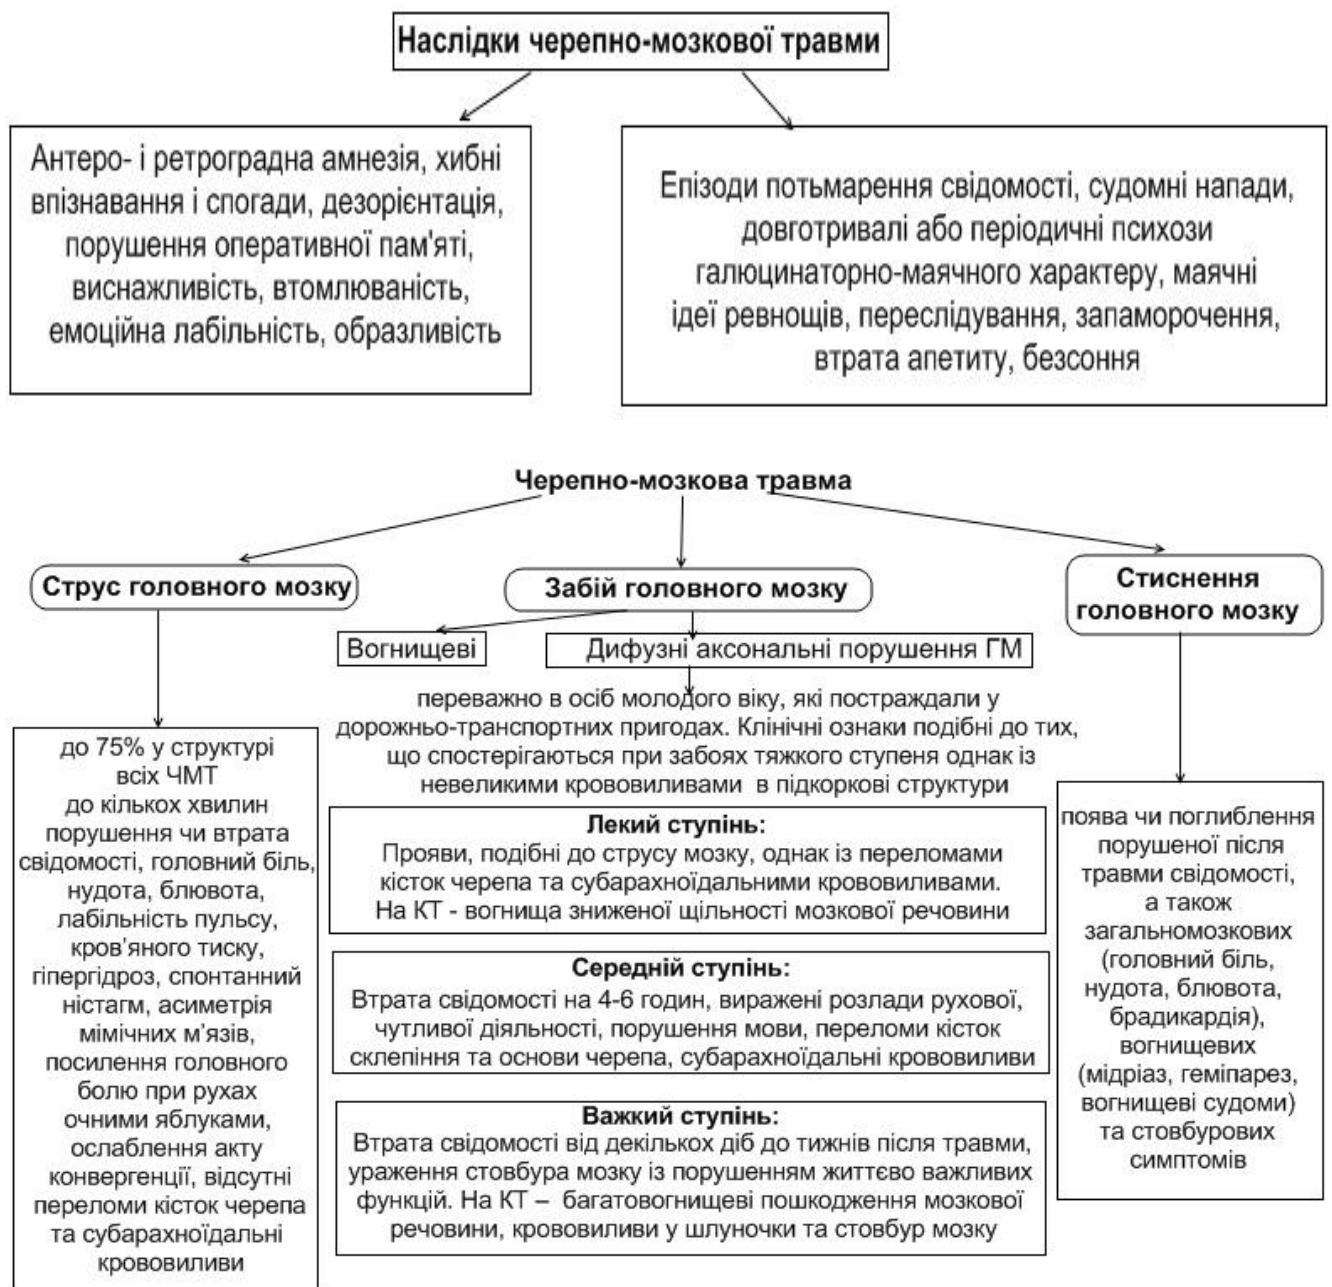 Наслідки черепно-мозкової травми
Антеро- і ретроградна амнезія, хибні
впізнавання і спогади, дезорієнтація,
порушення оперативної пам'яті,
виснажливість, втомлюваність,
емоційна лабільність, образливість
Епізоди потьмарення свідомості, судомні напади,
довготривалі або періодичні психози
галюцинаторно-маячного характеру, маячні
ідеї ревнощів, переслідування, запаморочення,
втрата апетиту, безсоння
Черепно-мозкова травма
Струс головного мозку
до 75% у структурі
всіх ЧМТ
до кількох хвилин
порушення чи втрата
свідомості, головний біль,
нудота, блювота,
лабільність пульсу,
кров’яного тиску,
гіпергідроз, спонтанний
ністагм, асиметрія
мімічних м’язів,
посилення головного
болю при рухах
очними яблуками,
ослаблення акту
конвергенції, відсутні
переломи кісток черепа
та субарахноїдальні
крововиливи
Забій головного мозку
Вогнищеві
Дифузні аксональні порушення ГМ
переважно в осіб молодого віку, які постраждали у
дорожньо-транспортних пригодах. Клінічні ознаки подібні до тих,
що спостерігаються при забоях тяжкого ступеня однак із
невеликими крововиливами в підкоркові структури
Лекий ступінь:
Прояви, подібні до струсу мозку, однак із переломами
кісток черепа та субарахноїдальними крововиливами.
На КТ - вогнища зниженої щільності мозкової речовини
Середній ступінь:
Втрата свідомості на 4-6 годин, виражені розлади рухової,
чутливої діяльності, порушення мови, переломи кісток
склепіння та основи черепа, субарахноїдальні крововиливи
Важкий ступінь:
Втрата свідомості від декількох діб до тижнів після травми,
ураження стовбура мозку із порушенням життєво важливих
функцій. На КТ – багатовогнищеві пошкодження мозкової
речовини, крововиливи у шлуночки та стовбур мозку
Стиснення
головного мозку
поява чи поглиблення
порушеної після
травми свідомості,
а також
загальномозкових
(головний біль,
нудота, блювота,
брадикардія),
вогнищевих
(мідріаз, геміпарез,
вогнищеві судоми)
та стовбурових
симптомів